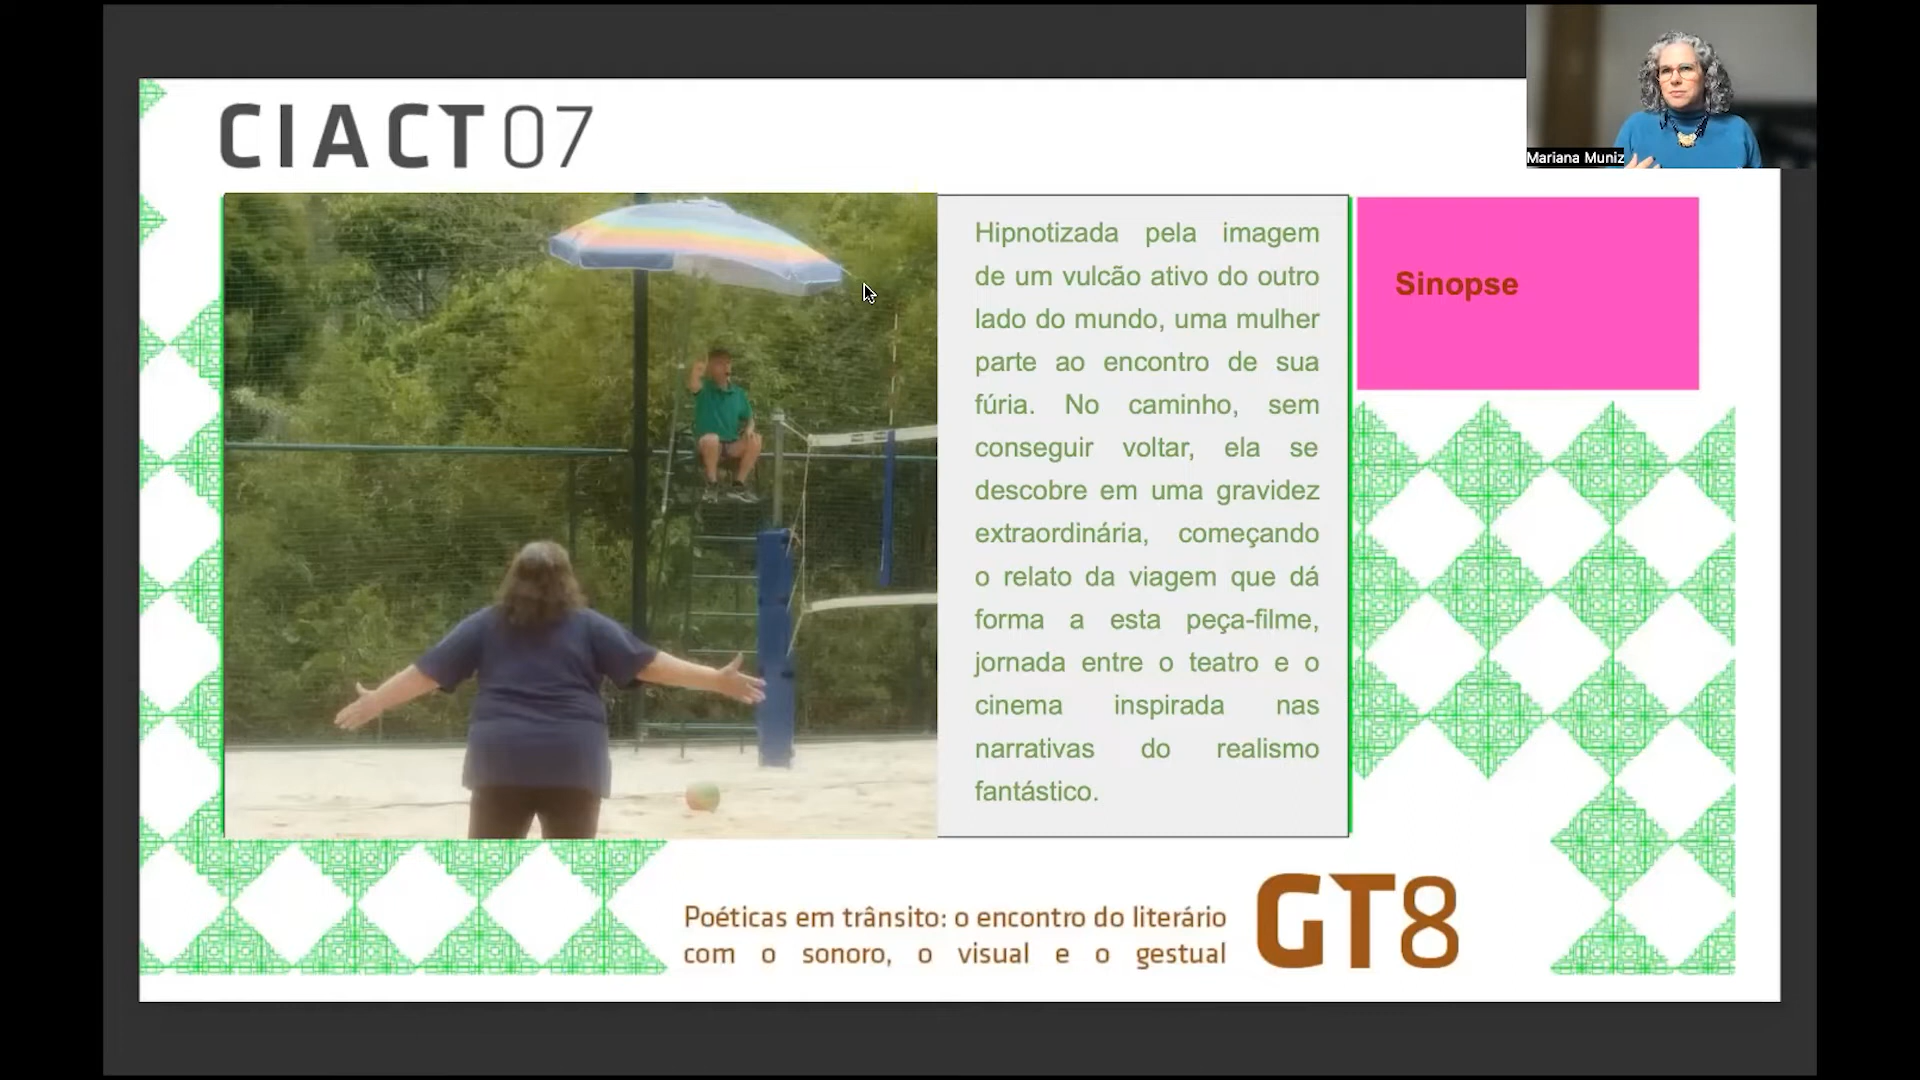 CIACT07
Mariana Muniz
Hipnotizada pela imagem
de um vulcão ativo do outro
lado do mundo, uma mulher
parte ao encontro de sua
fúria. No caminho, sem
conseguir voltar, ela se
descobre em uma gravidez
extraordinária, começando
o relato da viagem que dá
forma a esta peça-filme,
jornada entre o teatro e o
cinema inspirada nas
narrativas do realismo
fantástico.
Sinopse
Poéticas em trânsito: o encontro do literário
com o sonoro, o visual e o gestual
GT8